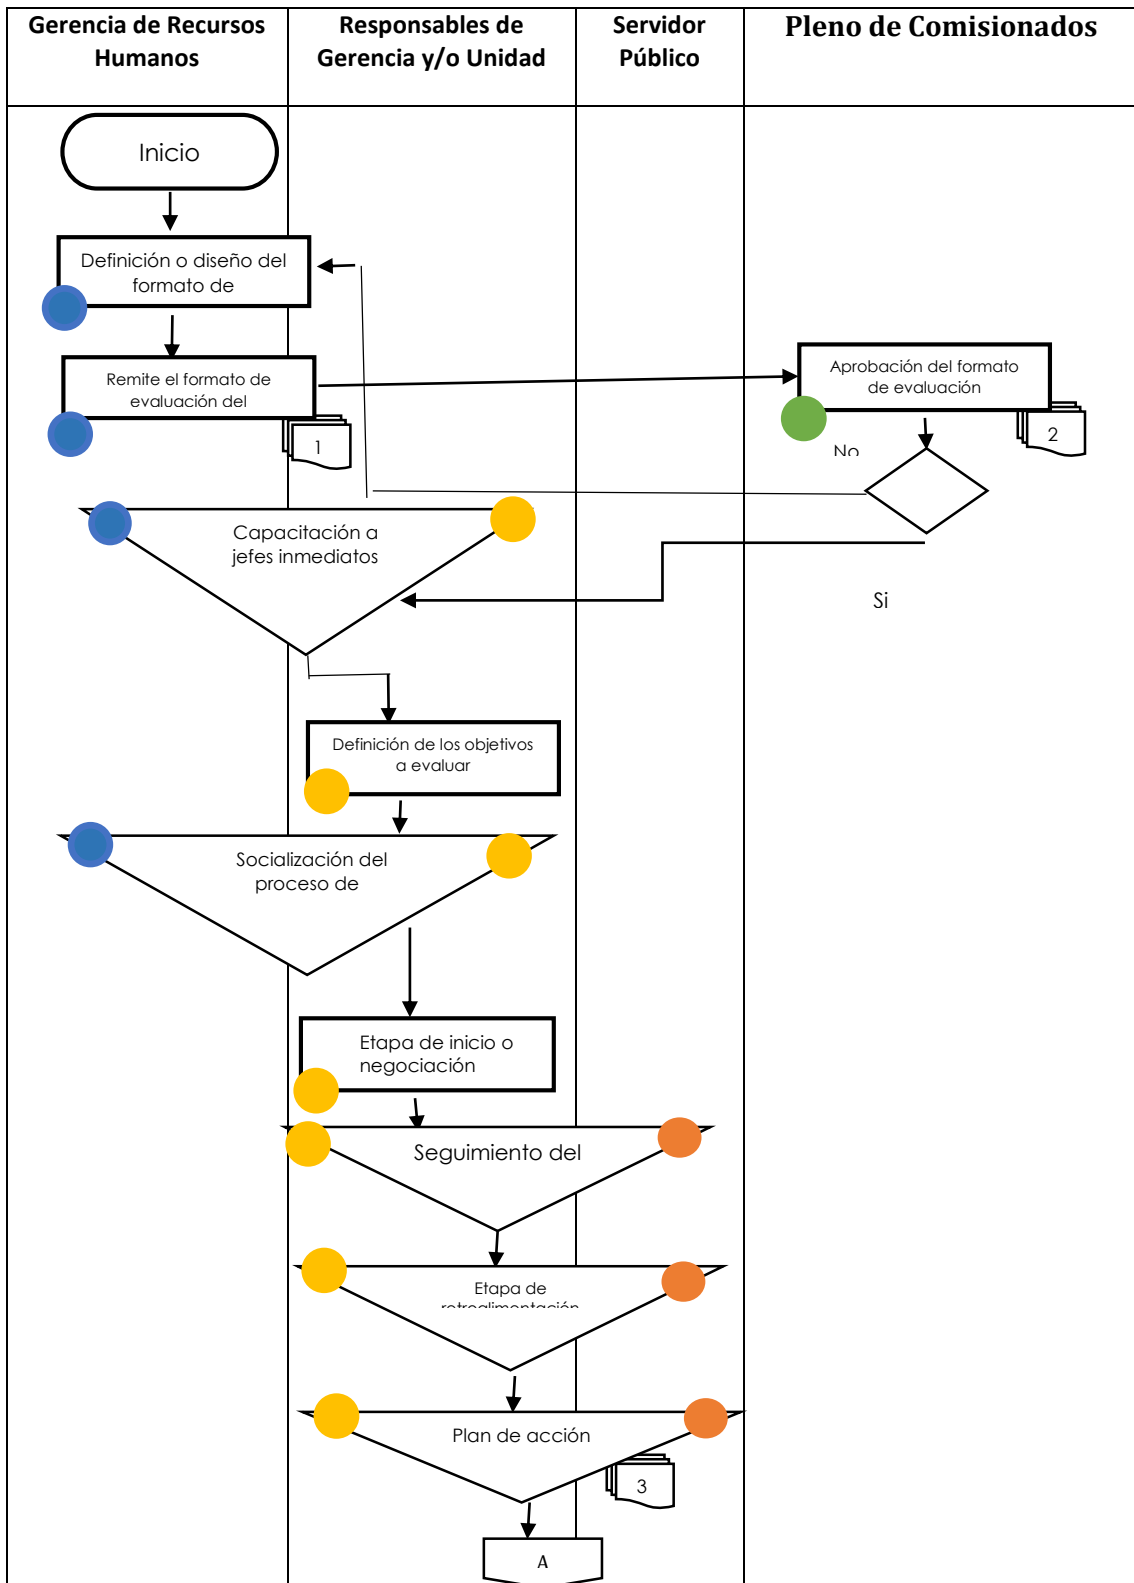 Gerencia de Recursos
Humanos
Responsables de
Gerencia y/o Unidad
Servidor
Público
Pleno de Comisionados
Inicio
Definición o diseño del
formato de
Remite el formato de
evaluación del
1
Aprobación del formato
de evaluación
2
No
Capacitación a
jefes inmediatos
Si
Definición de los objetivos
a evaluar
Socialización del
proceso de
Etapa de inicio o
negociación
Seguimiento del
Etapa de
retroalimentación
Plan de acción
3
A